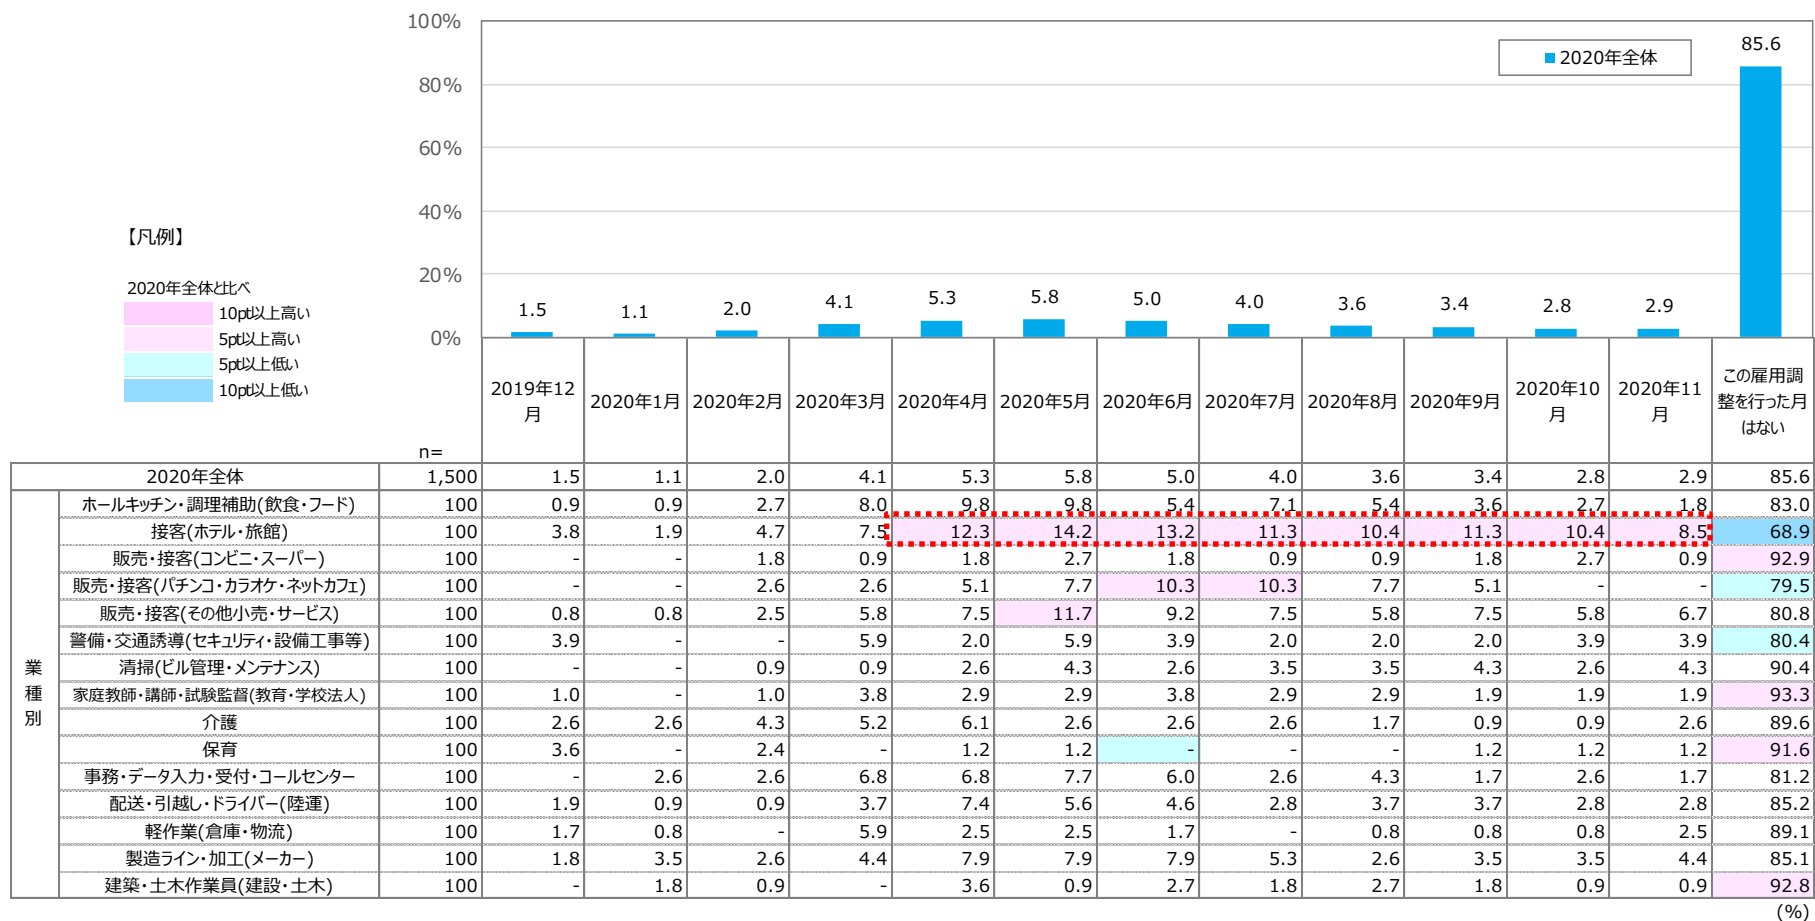 100%
80%
60%
40%
20%
0%
2020年全体
1.5 1.1 2.0 4.1 5.3 5.8 5.0 4.0 3.6 3.4 2.8 2.9 85.6
【凡例】
2020年全体と比べ
10pt以上高い
5pt以上高い
5pt以上低い
10pt以上低い
n=
2019年12月 2020年1月 2020年2月 2020年3月 2020年4月 2020年5月 2020年6月 2020年7月 2020年8月 2020年9月 2020年10月 2020年11月 この雇用調整を行った月はない
2020年全体 1,500 1.5 1.1 2.0 4.1 5.3 5.8 5.0 4.0 3.6 3.4 2.8 2.9 85.6
業種別
ホールキッチン・調理補助(飲食・フード) 100 0.9 0.9 2.7 8.0 9.8 9.8 5.4 7.1 5.4 3.6 2.7 1.8 83.0
接客(ホテル・旅館) 100 3.8 1.9 4.7 7.5 12.3 14.2 13.2 11.3 10.4 11.3 10.4 8.5 68.9
販売・接客(コンビニ・スーパー) 100 - - 1.8 0.9 1.8 2.7 1.8 0.9 0.9 1.8 2.7 0.9 92.9
販売・接客(パチンコ・カラオケ・ネットカフェ) 100 - - 2.6 2.6 5.1 7.7 10.3 10.3 7.7 5.1 - - 79.5
販売・接客(その他小売・サービス) 100 0.8 0.8 2.5 5.8 7.5 11.7 9.2 7.5 5.8 7.5 5.8 6.7 80.8
警備・交通誘導(セキュリティ・設備工事等) 100 3.9 - - 5.9 2.0 5.9 3.9 2.0 2.0 2.0 3.9 3.9 80.4
清掃(ビル管理・メンテナンス) 100 - - 0.9 0.9 2.6 4.3 2.6 3.5 3.5 4.3 2.6 4.3 90.4
家庭教師・講師・試験監督(教育・学校法人) 100 1.0 - 1.0 3.8 2.9 2.9 3.8 2.9 2.9 1.9 1.9 1.9 93.3
介護 100 2.6 2.6 4.3 5.2 6.1 2.6 2.6 2.6 1.7 0.9 0.9 2.6 89.6
保育 100 3.6 - 2.4 - 1.2 1.2 - - - 1.2 1.2 1.2 91.6
事務・データ入力・受付・コールセンター 100 - 2.6 2.6 6.8 6.8 7.7 6.0 2.6 4.3 1.7 2.6 1.7 81.2
配送・引越し・ドライバー(陸運) 100 1.9 0.9 0.9 3.7 7.4 5.6 4.6 2.8 3.7 3.7 2.8 2.8 85.2
軽作業(倉庫・物流) 100 1.7 0.8 - 5.9 2.5 2.5 1.7 - 0.8 0.8 0.8 2.5 89.1
製造ライン・加工(メーカー) 100 1.8 3.5 2.6 4.4 7.9 7.9 7.9 5.3 2.6 3.5 3.5 4.4 85.1
建築・土木作業員(建設・土木) 100 - 1.8 0.9 - 3.6 0.9 2.7 1.8 2.7 1.8 0.9 0.9 92.8
(%)